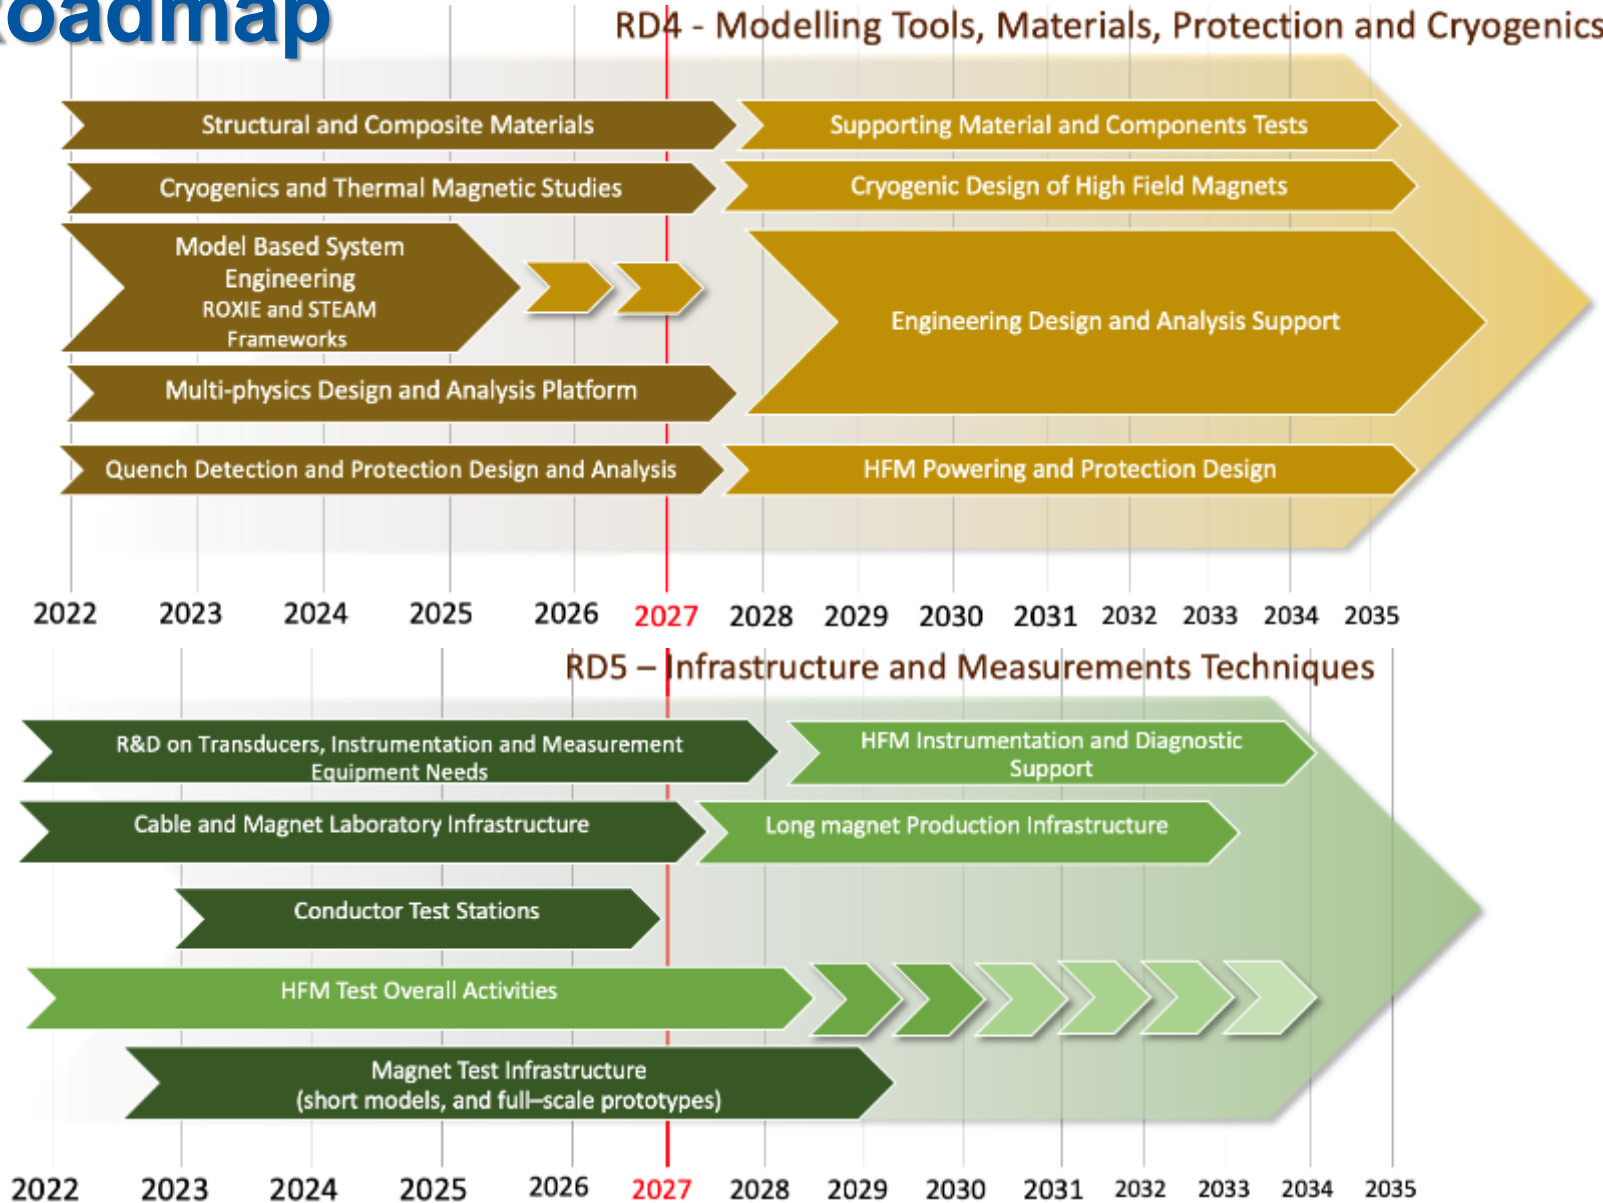 Roadmap
RD4 - Modelling Tools, Materials, Protection and Cryogenics
Structural and Composite Materials
Supporting Material and Components Tests
Cryogenics and Thermal Magnetic Studies
Cryogenic Design of High Field Magnets
Model Based System
Engineering
ROXIE and STEAM
Frameworks
Engineering Design and Analysis Support
Multi-physics Design and Analysis Platform
Quench Detection and Protection Design and Analysis
HFM Powering and Protection Design
2022 2023 2024 2025 2026 2027 2028 2029 2030 2031 2032 2033 2034 2035
RD5 – Infrastructure and Measurements Techniques
R&D on Transducers, Instrumentation and Measurement
Equipment Needs
HFM Instrumentation and Diagnostic
Support
Cable and Magnet Laboratory Infrastructure
Long magnet Production Infrastructure
Conductor Test Stations
HFM Test Overall Activities
Magnet Test Infrastructure
(short models, and full–scale prototypes)
2022 2023 2024 2025 2026 2027 2028 2029 2030 2031 2032 2033 2034 2035